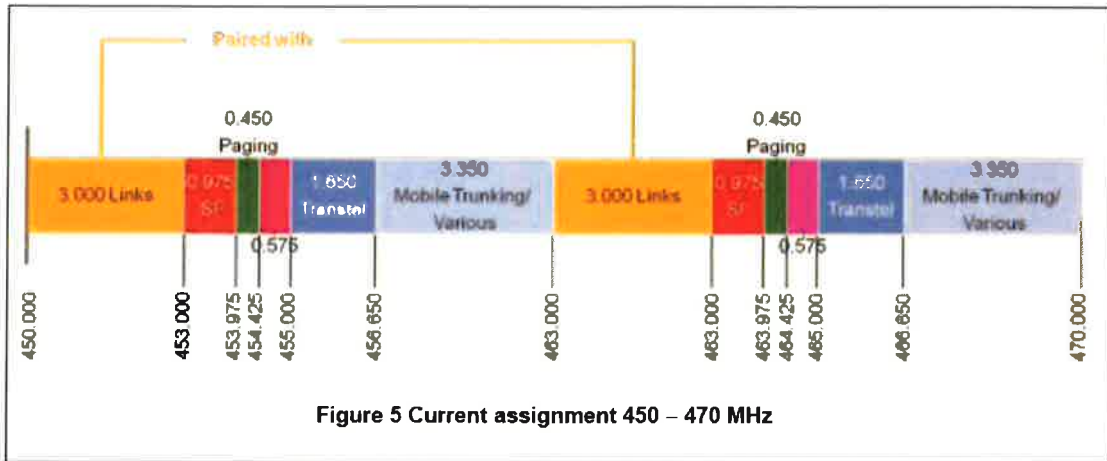 Paired with
0.450
Paging
0.450
Paging
3.000 Links
0.975
SF
1.650
Transtel
3.350
Mobile Trunking/
Various
3.000 Links
0.975
SF
1.650
Transtel
3.350
Mobile Trunking/
Various
0.575
0.575
450.000
453.000
453.975
454.425
455.000
456.650
463.000
463.000
463.975
464.425
465.000
466.650
470.000
Figure 5 Current assignment 450 – 470 MHz